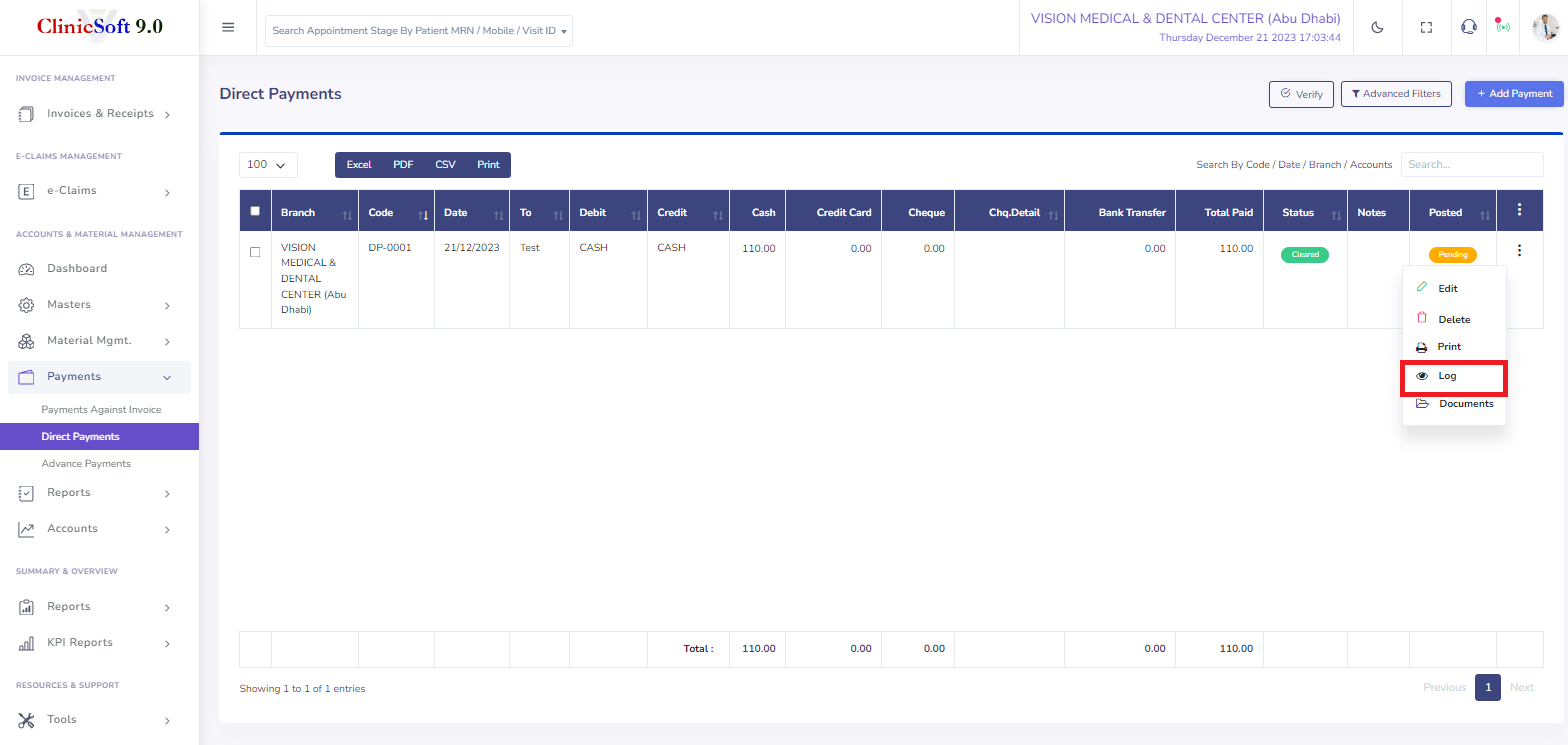 ClinicSoft 9.0
Search Appointment Stage By Patient MRN / Mobile / Visit ID
VISION MEDICAL & DENTAL CENTER (Abu Dhabi)
Thursday December 21 2023 17:03:44
INVOICE MANAGEMENT
Invoices & Receipts
E-CLAIMS MANAGEMENT
E
e-Claims
ACCOUNTS & MATERIAL MANAGEMENT
Dashboard
Masters
Material Mgmt.
Payments
Payments Against Invoice
Direct Payments
Advance Payments
Reports
Accounts
SUMMARY & OVERVIEW
Reports
KPI Reports
RESOURCES & SUPPORT
Tools
Direct Payments
Verify
Advanced Filters
+ Add Payment
100
Excel PDF CSV Print
Search By Code / Date / Branch / Accounts
Search...
Branch Code Date To Debit Credit Cash Credit Card Cheque Chq.Detail Bank Transfer Total Paid Status Notes Posted
VISION DP-0001 21/12/2023 Test CASH CASH 110.00 0.00 0.00 0.00 110.00 Cleared Pending
MEDICAL &
DENTAL
CENTER (Abu
Dhabi)
Edit
Delete
Print
Log
Documents
Total : 110.00 0.00 0.00 0.00 110.00
Showing 1 to 1 of 1 entries
Previous 1 Next